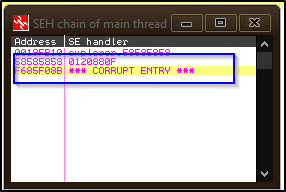 SEH chain of main thread
Address SE handler
58585858 0120880F
F685F08B *** CORRUPT ENTRY ***